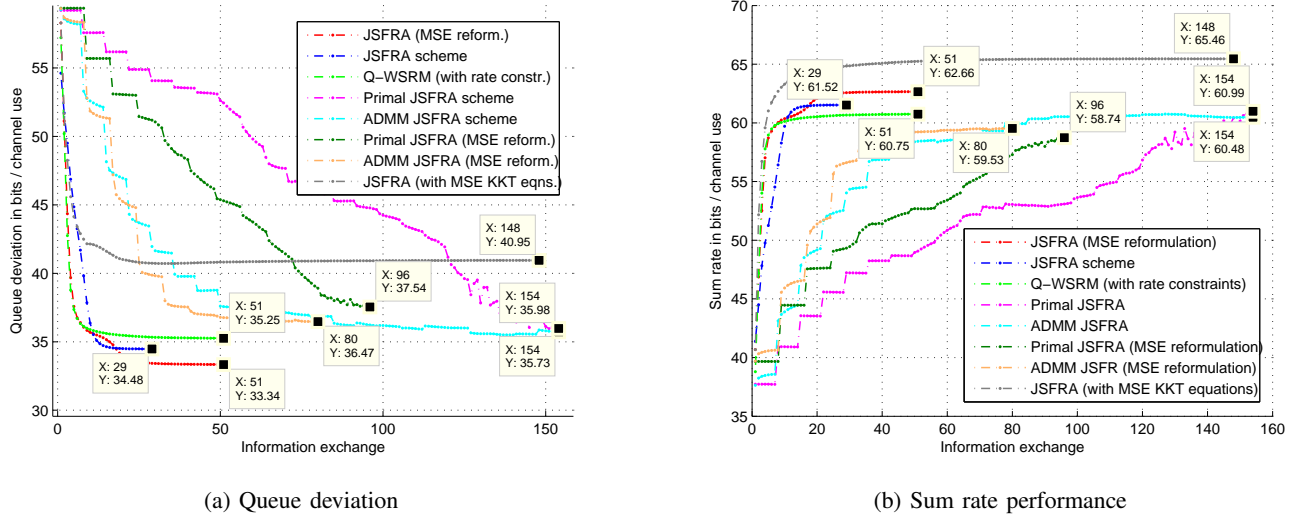 JSFRA (MSE reform.)
JSFRA scheme
Q−WSRM (with rate constr.)
Primal JSFRA scheme
ADMM JSFRA scheme
Primal JSFRA (MSE reform.)
ADMM JSFRA (MSE reform.)
JSFRA (with MSE KKT eqns.)
X: 148
Y: 40.95
X: 96
Y: 37.54
X: 51
Y: 35.25
X: 154
Y: 35.98
X: 29
Y: 34.48
X: 51
Y: 33.34
X: 80
Y: 36.47
X: 154
Y: 35.73
55
50
45
40
35
30
0
50
100
150
Queue deviation in bits / channel use
Information exchange
(a) Queue deviation
X: 148
Y: 65.46
X: 51
Y: 62.66
X: 29
Y: 61.52
X: 154
Y: 60.99
X: 96
Y: 58.74
X: 51
Y: 60.75
X: 80
Y: 59.53
X: 154
Y: 60.48
JSFRA (MSE reformulation)
JSFRA scheme
Q−WSRM (with rate constraints)
Primal JSFRA
ADMM JSFRA
Primal JSFRA (MSE reformulation)
ADMM JSFR (MSE reformulation)
JSFRA (with MSE KKT equations)
70
65
60
55
50
45
40
35
0
20
40
60
80
100
120
140
160
Sum rate in bits / channel use
Information exchange
(b) Sum rate performance